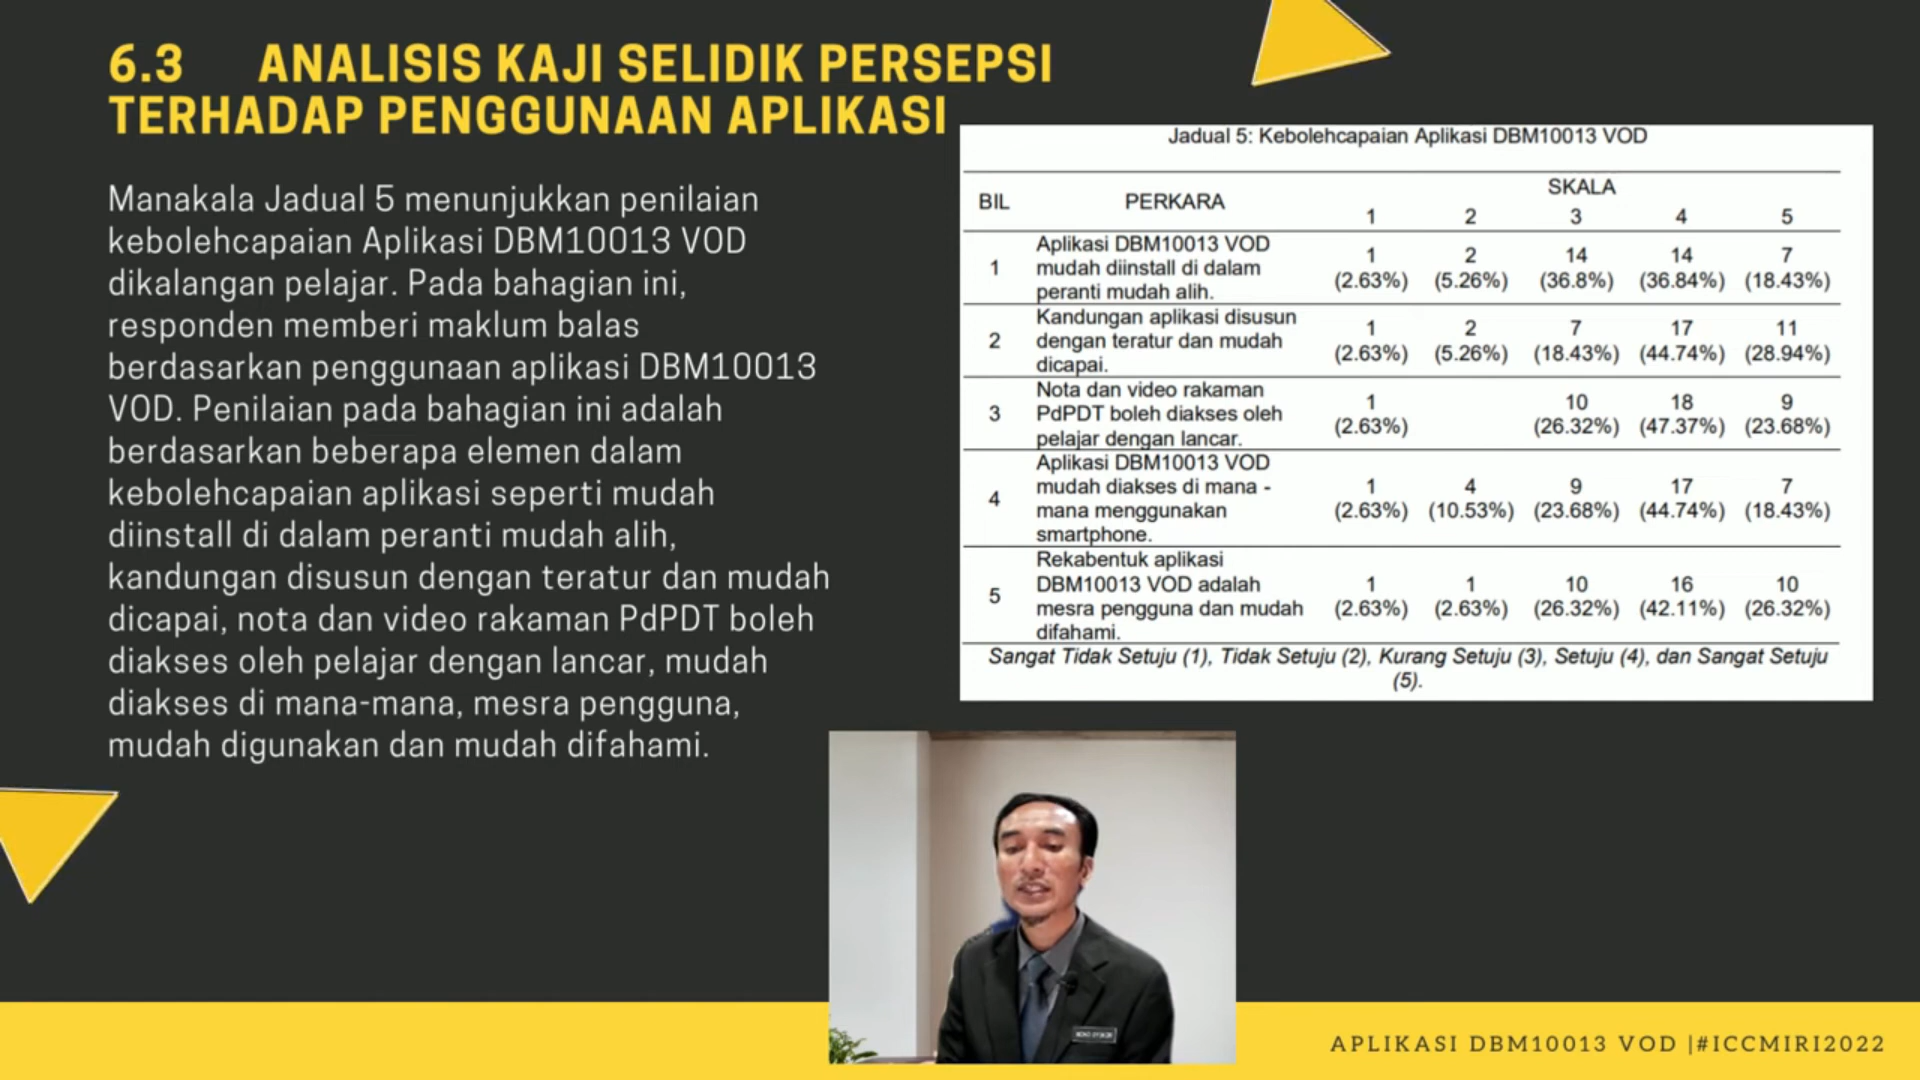 6.3 ANALISIS KAJI SELIDIK PERSEPSI
TERHADAP PENGGUNAAN APLIKASI
Manakala Jadual 5 menunjukkan penilaian
kebolehcapaian Aplikasi DBM10013 VOD
dikalangan pelajar. Pada bahagian ini,
responden memberi maklum balas
berdasarkan penggunaan aplikasi DBM10013
VOD. Penilaian pada bahagian ini adalah
berdasarkan beberapa elemen dalam
kebolehcapaian aplikasi seperti mudah
diinstall di dalam peranti mudah alih,
kandungan disusun dengan teratur dan mudah
dicapai, nota dan video rakaman PdPDT boleh
diakses oleh pelajar dengan lancar, mudah
diakses di mana-mana, mesra pengguna,
mudah digunakan dan mudah difahami.
Jadual 5: Kebolehcapaian Aplikasi DBM10013 VOD
SKALA
BIL PERKARA
1 2 3 4 5
Aplikasi DBM10013 VOD
mudah diinstall di dalam
peranti mudah alih.
1
1 2 14 14 7
(2.63%) (5.26%) (36.8%) (36.84%) (18.43%)
Kandungan aplikasi disusun
dengan teratur dan mudah
dicapai.
2
1 2 7 17 11
(2.63%) (5.26%) (18.43%) (44.74%) (28.94%)
Nota dan video rakaman
PdPDT boleh diakses oleh
pelajar dengan lancar.
3
1 10 18 9
(2.63%) (26.32%) (47.37%) (23.68%)
Aplikasi DBM10013 VOD
mudah diakses di mana -
mana menggunakan
smartphone.
4
1 4 9 17 7
(2.63%) (10.53%) (23.68%) (44.74%) (18.43%)
Rekabentuk aplikasi
DBM10013 VOD adalah
mesra pengguna dan mudah
difahami.
5
1 1 10 16 10
(2.63%) (2.63%) (26.32%) (42.11%) (26.32%)
Sangat Tidak Setuju (1), Tidak Setuju (2), Kurang Setuju (3), Setuju (4), dan Sangat Setuju
(5).
APLIKASI DBM10013 VOD |#ICCMIRI2022